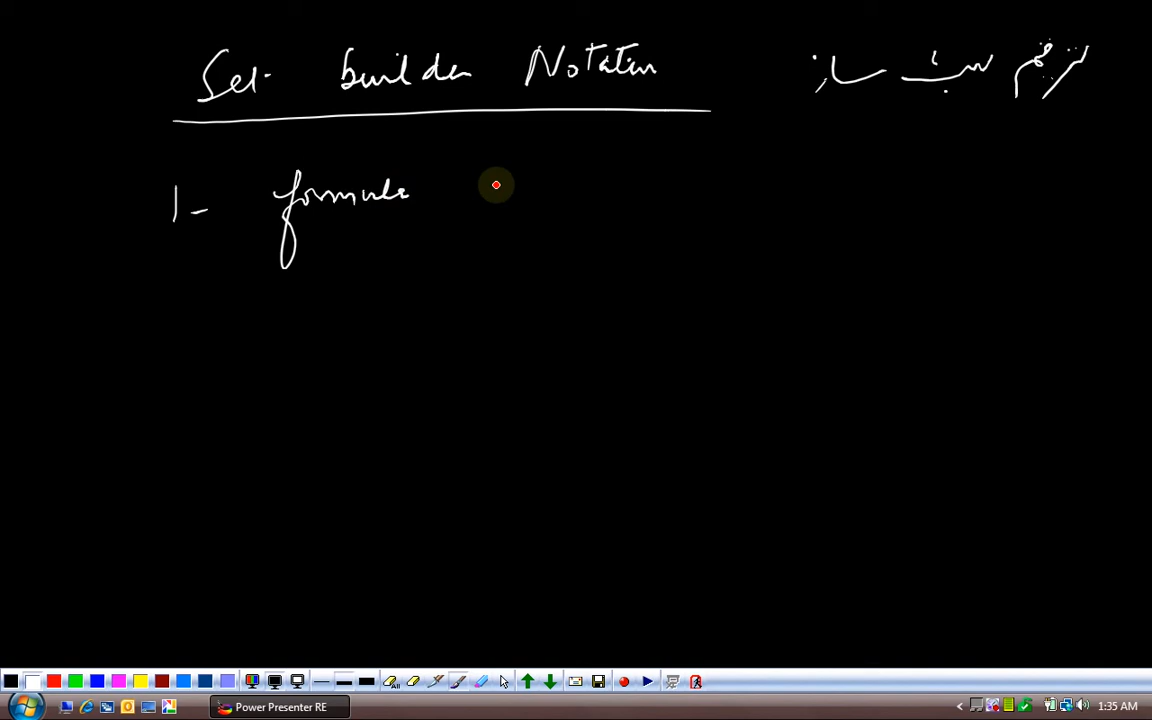 Set builder Notation ترقیم سیٹ ساز
1- formula
Power Presenter RE
1:35 AM